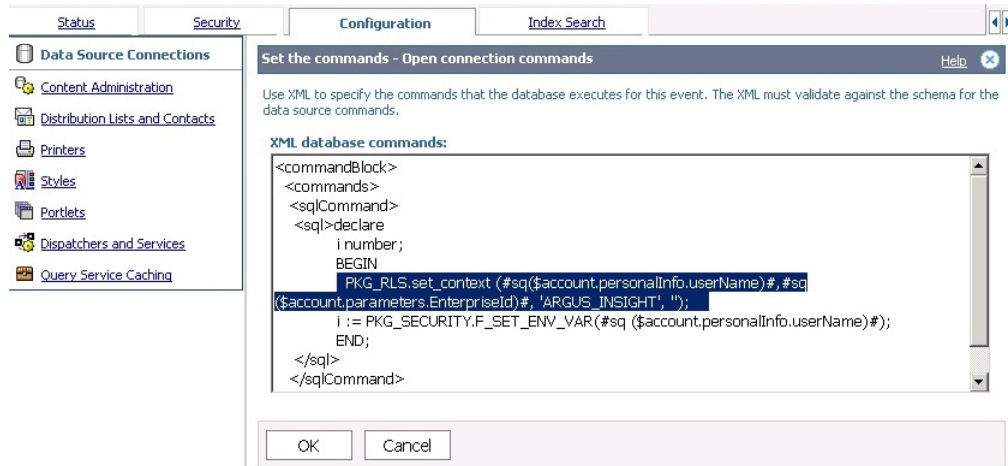 Status Security Configuration Index Search
Data Source Connections
Content Administration
Distribution Lists and Contacts
Printers
Styles
Portlets
Dispatchers and Services
Query Service Caching
Set the commands - Open connection commands Help
Use XML to specify the commands that the database executes for this event. The XML must validate against the schema for the
data source commands.
XML database commands:
<commandBlock>
<commands>
<sqlCommand>
<sql>declare
i number;
BEGIN
PKG_RLS.set_context (#sq($account.personalInfo.userName)#,#sq
($account.parameters.EnterpriseId)#, 'ARGUS_INSIGHT', '');
i := PKG_SECURITY.F_SET_ENV_VAR(#sq ($account.personalInfo.userName)#);
END;
</sql>
</sqlCommand>
OK Cancel